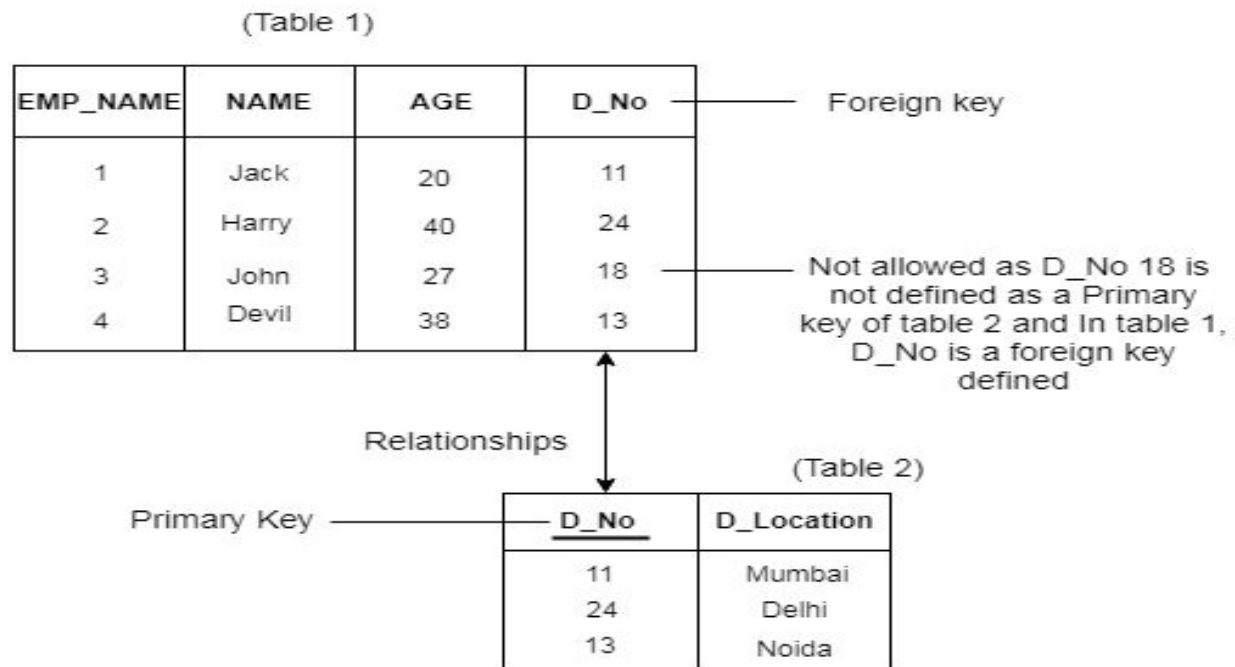 (Table 1)
EMP_NAME NAME AGE D_No Foreign key
1 Jack 20 11
2 Harry 40 24
3 John 27 18
4 Devil 38 13
Not allowed as D_No 18 is
not defined as a Primary
key of table 2 and In table 1,
D_No is a foreign key
defined
Relationships
(Table 2)
Primary Key D_No D_Location
11 Mumbai
24 Delhi
13 Noida